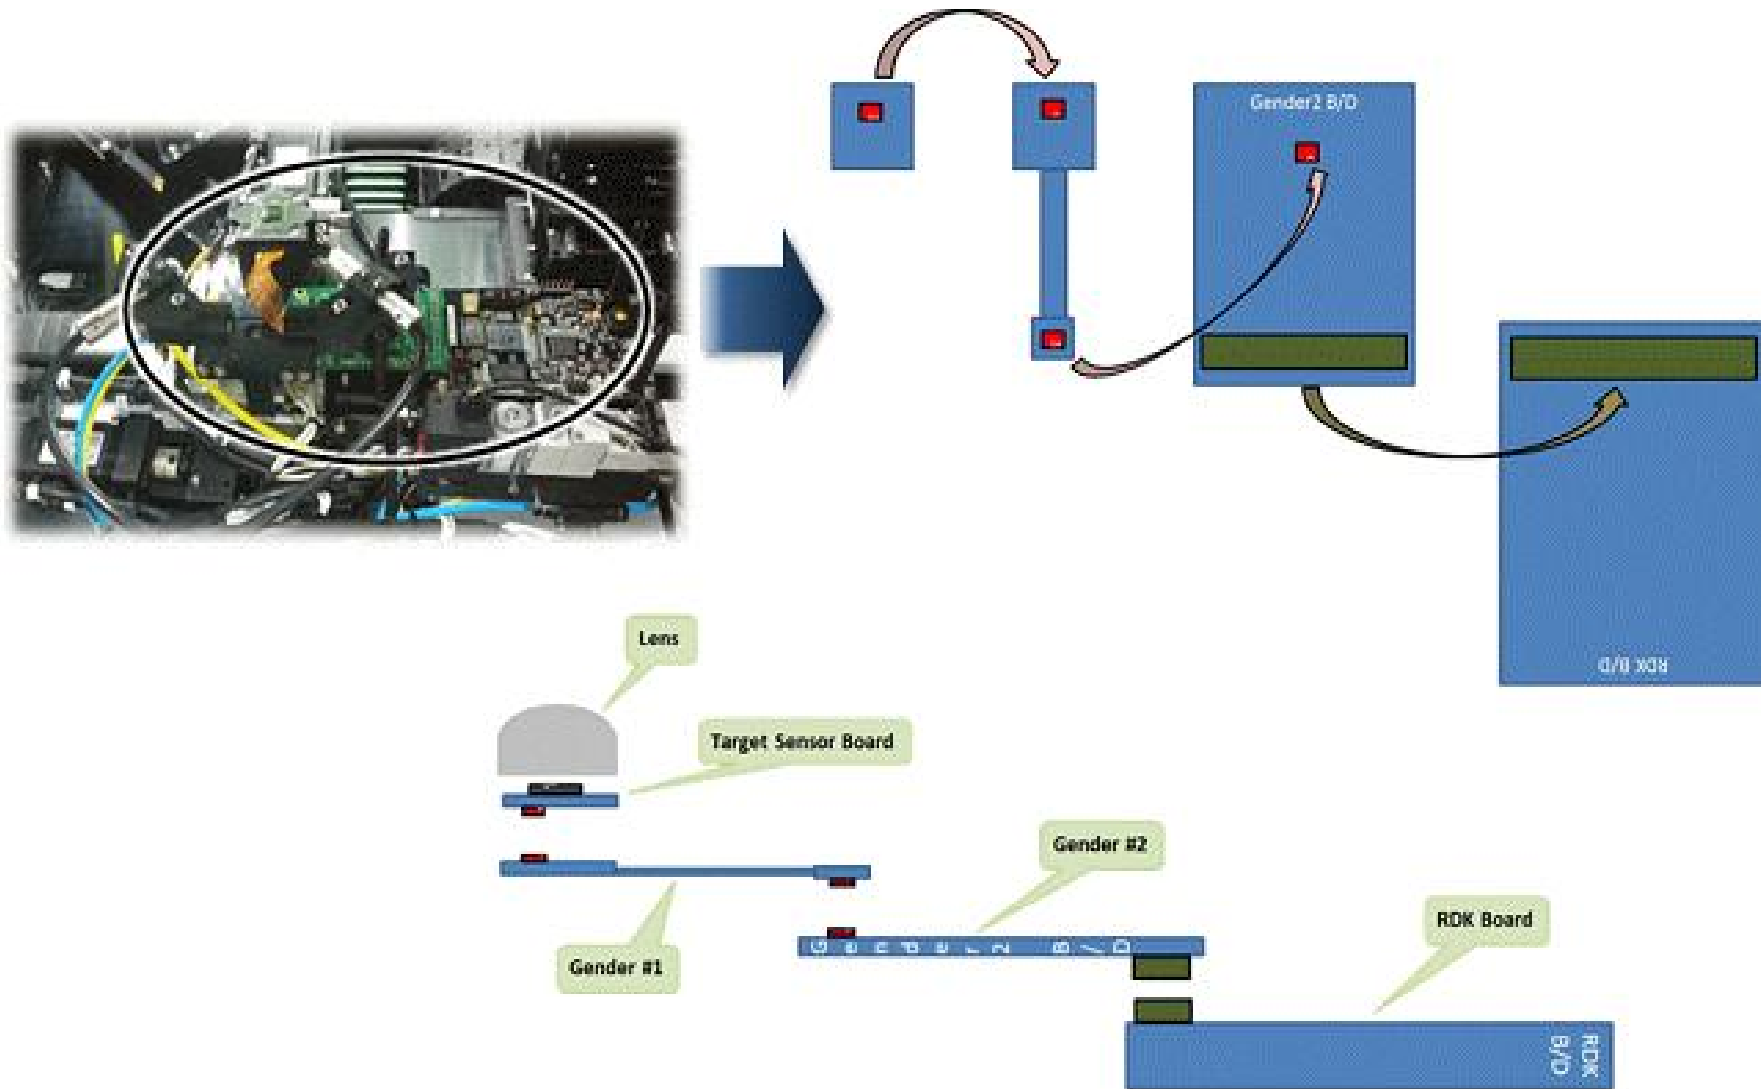 Gender2 B/D
RDK B/D
Lens
Target Sensor Board
Gender #2
RDK Board
Gender #1
Gender2 B/D
RDK
B/D